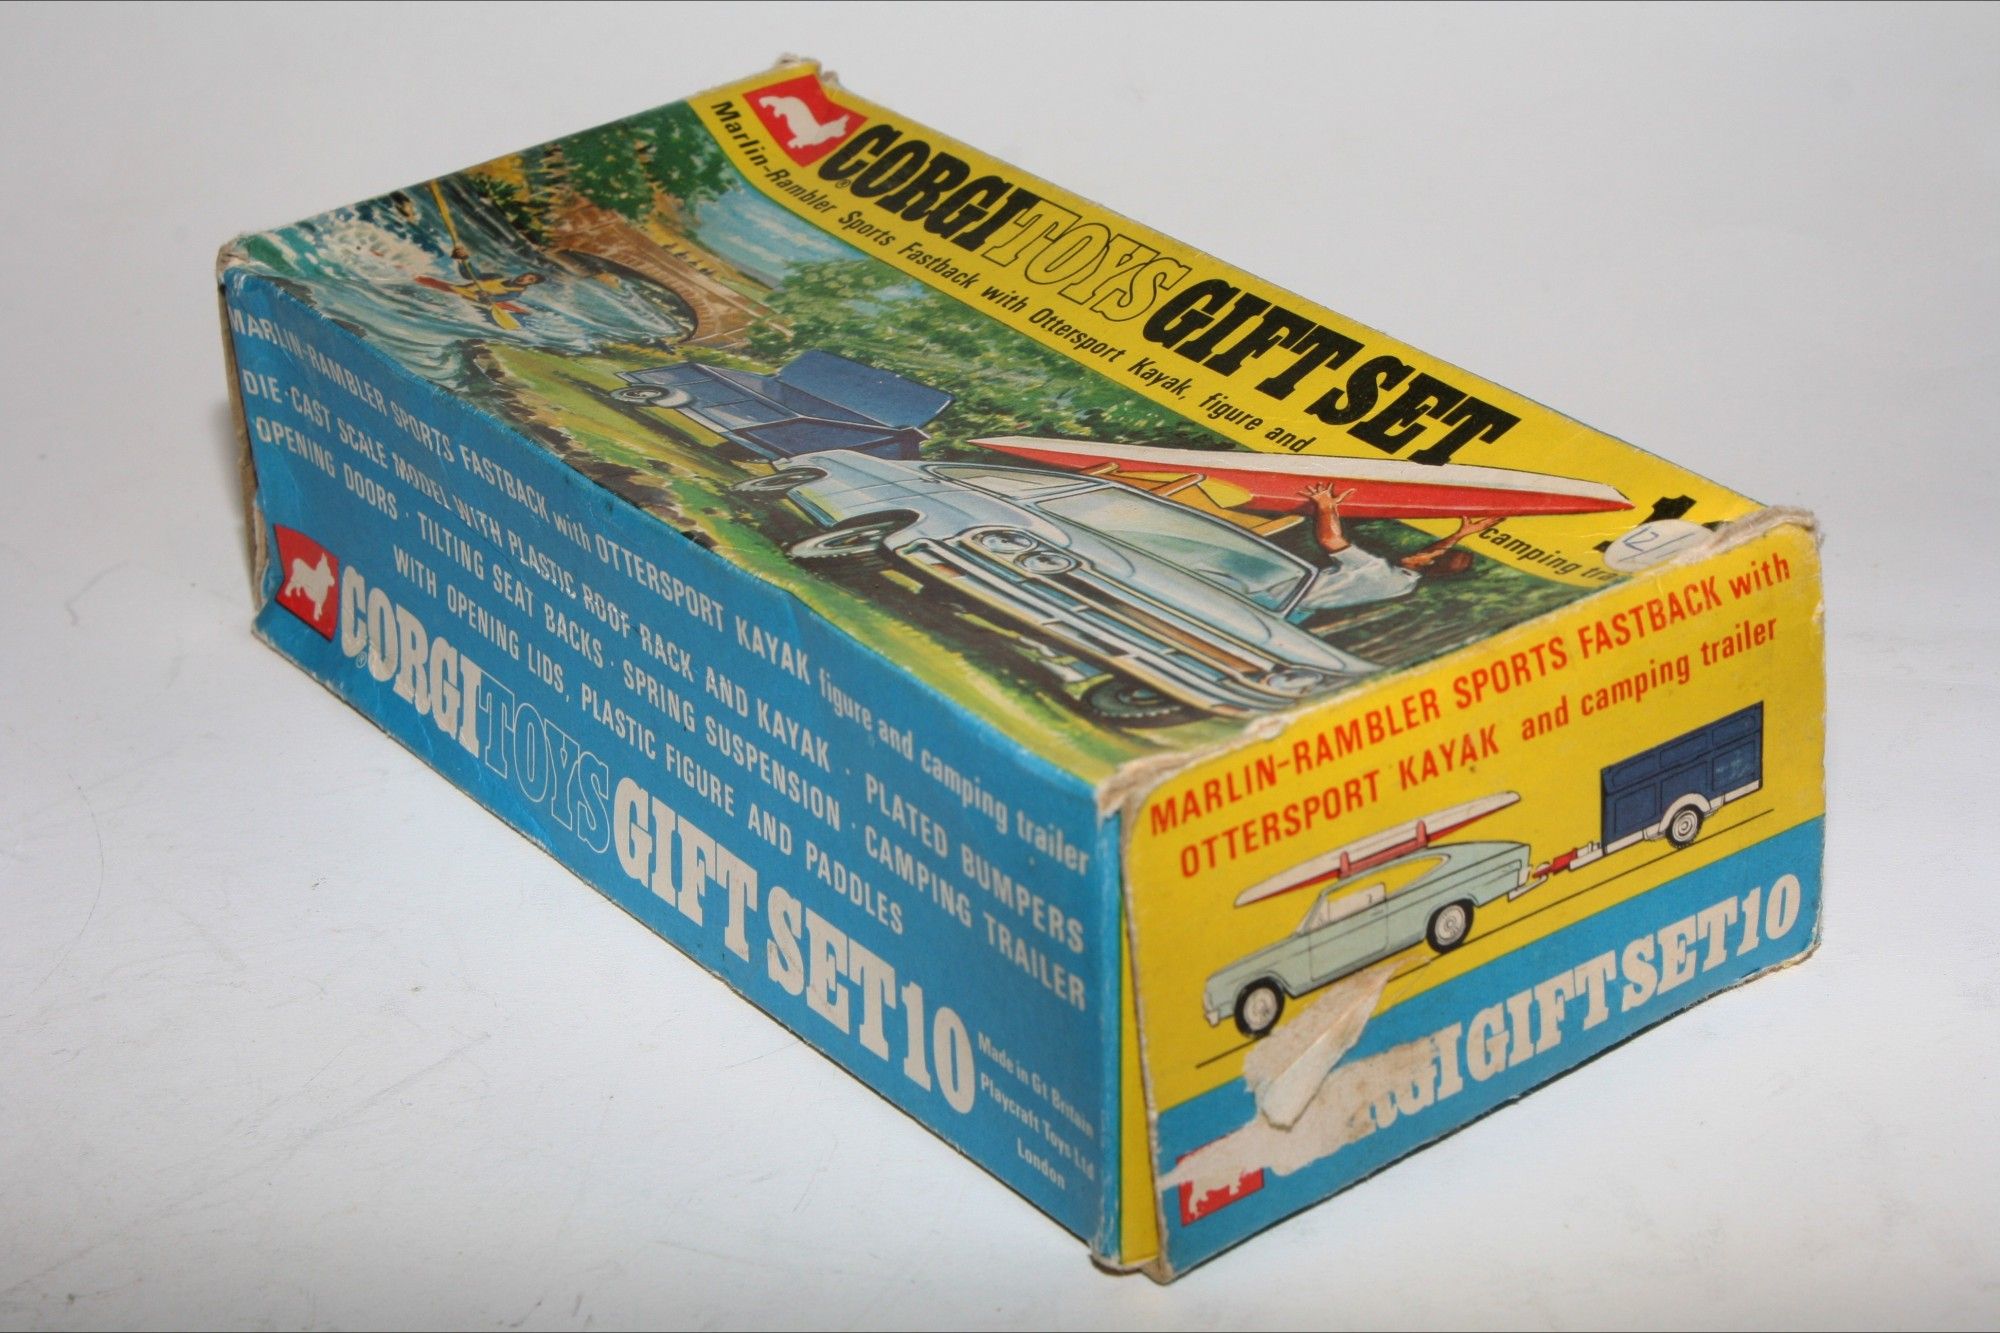 CORGI TOYS GIFT SET
Marlin-Rambler Sports Fastback with Ottersport Kayak, figure and
camping
12/
MARLIN-RAMBLER SPORTS FASTBACK with OTTERSPORT KAYAK figure and camping trailer
DIE·CAST SCALE MODEL WITH PLASTIC ROOF RACK AND KAYAK · PLATED BUMPERS
OPENING DOORS · TILTING SEAT BACKS · SPRING SUSPENSION · CAMPING TRAILER
WITH OPENING LIDS, PLASTIC FIGURE AND PADDLES
CORGI TOYS GIFT SET 10
Made in Gt Britain
Playcraft Toys Ltd
London
MARLIN-RAMBLER SPORTS FASTBACK with
OTTERSPORT KAYAK and camping trailer
GIFT SET 10